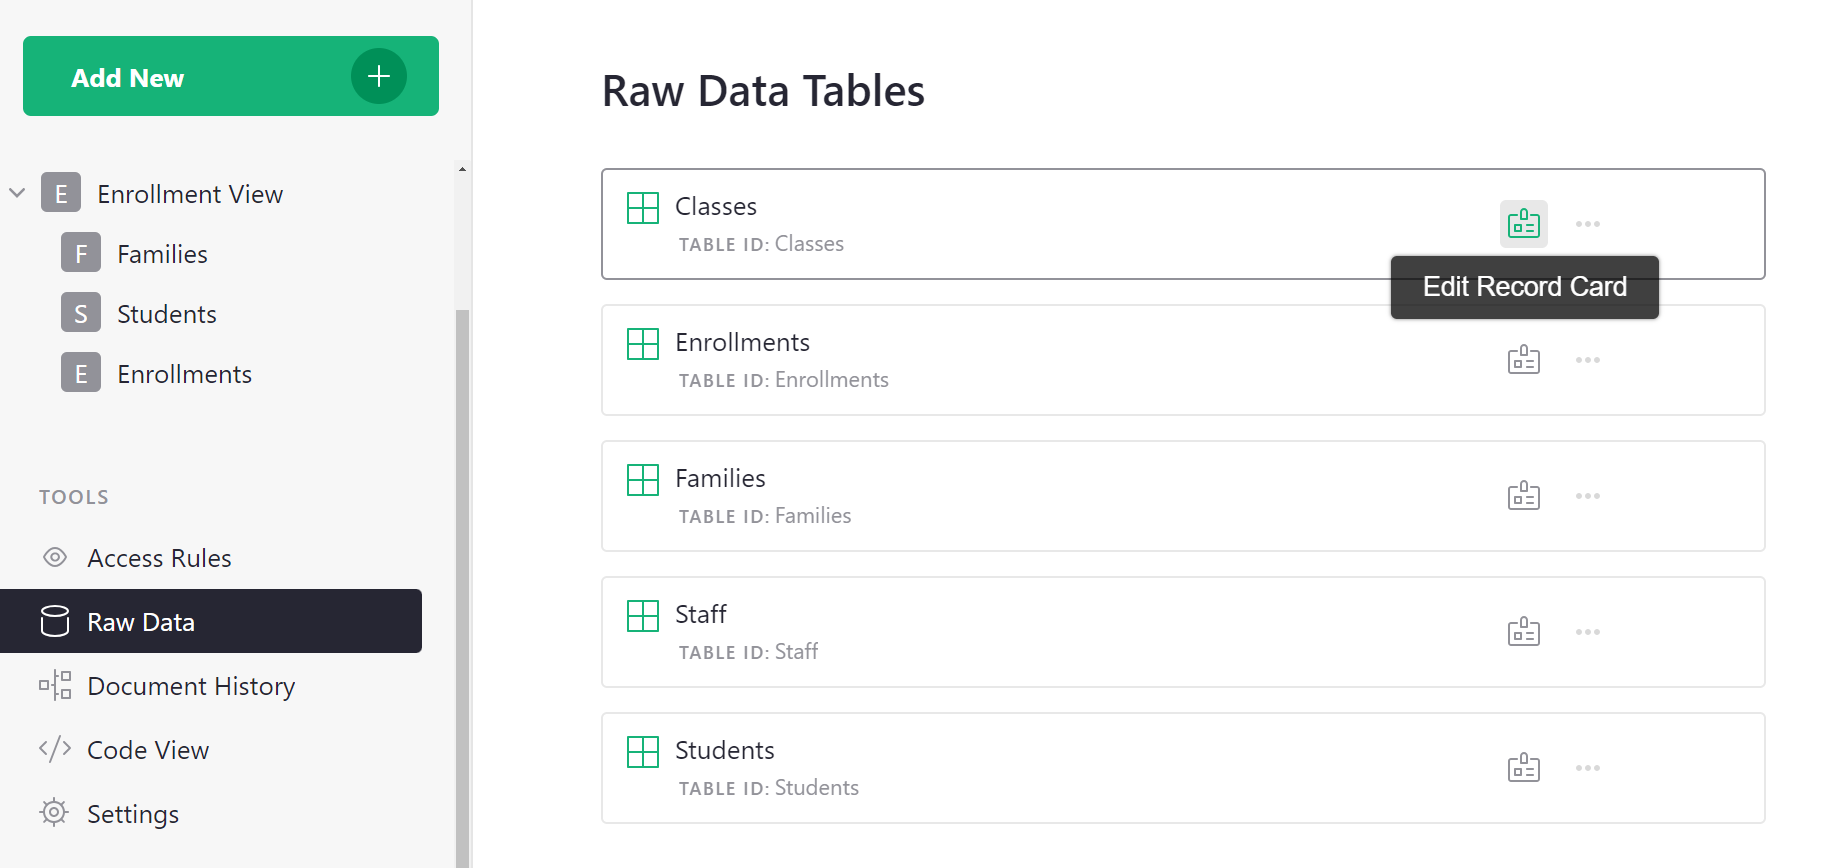 Add New
E Enrollment View
F Families
S Students
E Enrollments
TOOLS
Access Rules
Raw Data
Document History
Code View
Settings
Raw Data Tables
Classes
TABLE ID: Classes
Edit Record Card
Enrollments
TABLE ID: Enrollments
Families
TABLE ID: Families
Staff
TABLE ID: Staff
Students
TABLE ID: Students